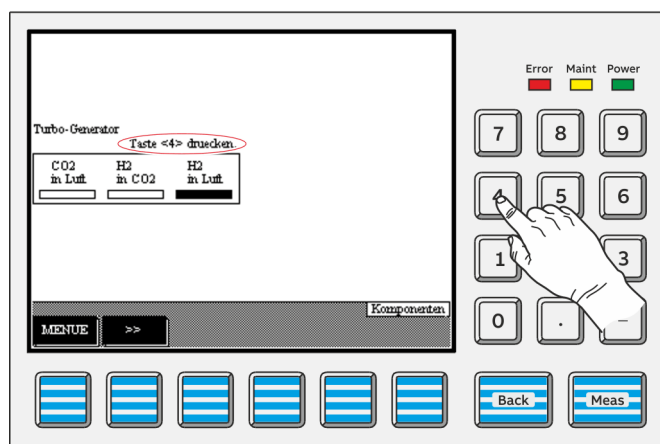 Error Maint Power
Turbo-Generator
Taste <4> druecken.
CO2 H2 H2
in Luft in CO2 in Luft
Komponenten
MENUE >>
7 8 9
4 5 6
1 3
0 . –
Back Meas